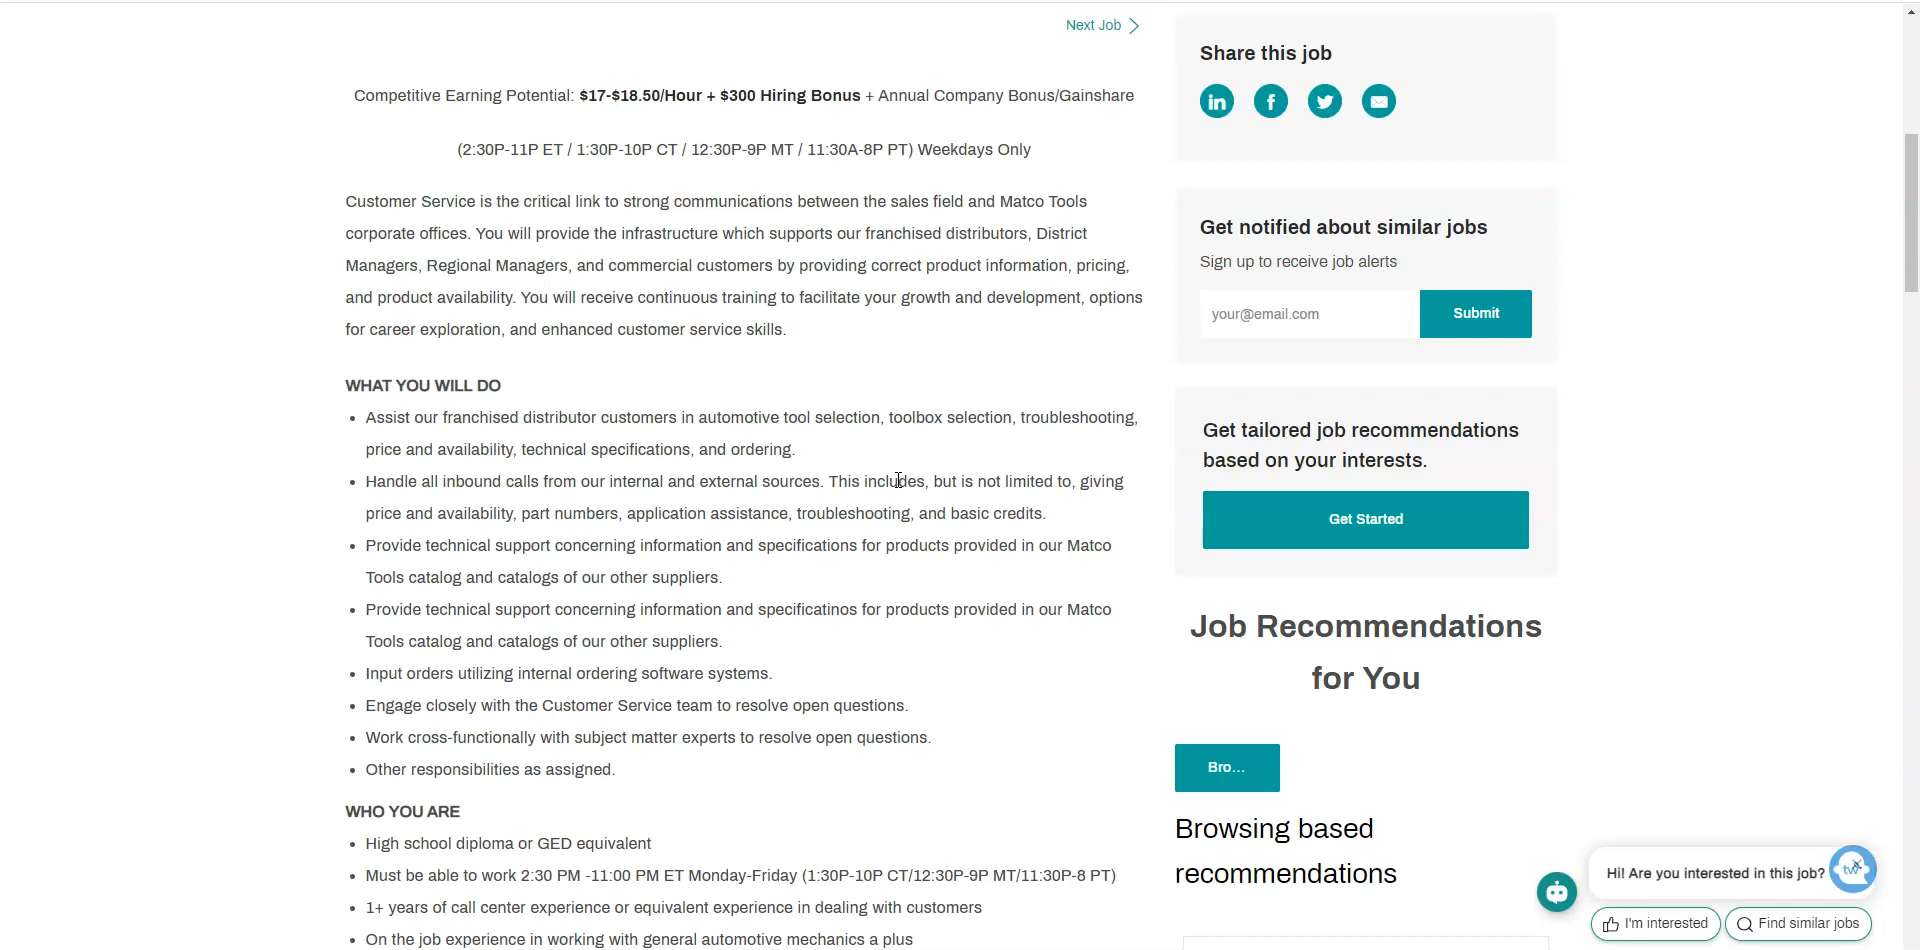 Next Job
Competitive Earning Potential: $17-$18.50/Hour + $300 Hiring Bonus + Annual Company Bonus/Gainshare
(2:30P-11P ET / 1:30P-10P CT / 12:30P-9P MT / 11:30A-8P PT) Weekdays Only
Customer Service is the critical link to strong communications between the sales field and Matco Tools
corporate offices. You will provide the infrastructure which supports our franchised distributors, District
Managers, Regional Managers, and commercial customers by providing correct product information, pricing,
and product availability. You will receive continuous training to facilitate your growth and development, options
for career exploration, and enhanced customer service skills.
WHAT YOU WILL DO
• Assist our franchised distributor customers in automotive tool selection, toolbox selection, troubleshooting,
price and availability, technical specifications, and ordering.
• Handle all inbound calls from our internal and external sources. This includes, but is not limited to, giving
price and availability, part numbers, application assistance, troubleshooting, and basic credits.
• Provide technical support concerning information and specifications for products provided in our Matco
Tools catalog and catalogs of our other suppliers.
• Provide technical support concerning information and specificatinos for products provided in our Matco
Tools catalog and catalogs of our other suppliers.
• Input orders utilizing internal ordering software systems.
• Engage closely with the Customer Service team to resolve open questions.
• Work cross-functionally with subject matter experts to resolve open questions.
• Other responsibilities as assigned.
WHO YOU ARE
• High school diploma or GED equivalent
• Must be able to work 2:30 PM -11:00 PM ET Monday-Friday (1:30P-10P CT/12:30P-9P MT/11:30P-8 PT)
• 1+ years of call center experience or equivalent experience in dealing with customers
• On the job experience in working with general automotive mechanics a plus
Share this job
in f
Get notified about similar jobs
Sign up to receive job alerts
your@email.com Submit
Get tailored job recommendations
based on your interests.
Get Started
Job Recommendations
for You
Bro...
Browsing based
recommendations
Hi! Are you interested in this job?
tw
I'm interested Find similar jobs